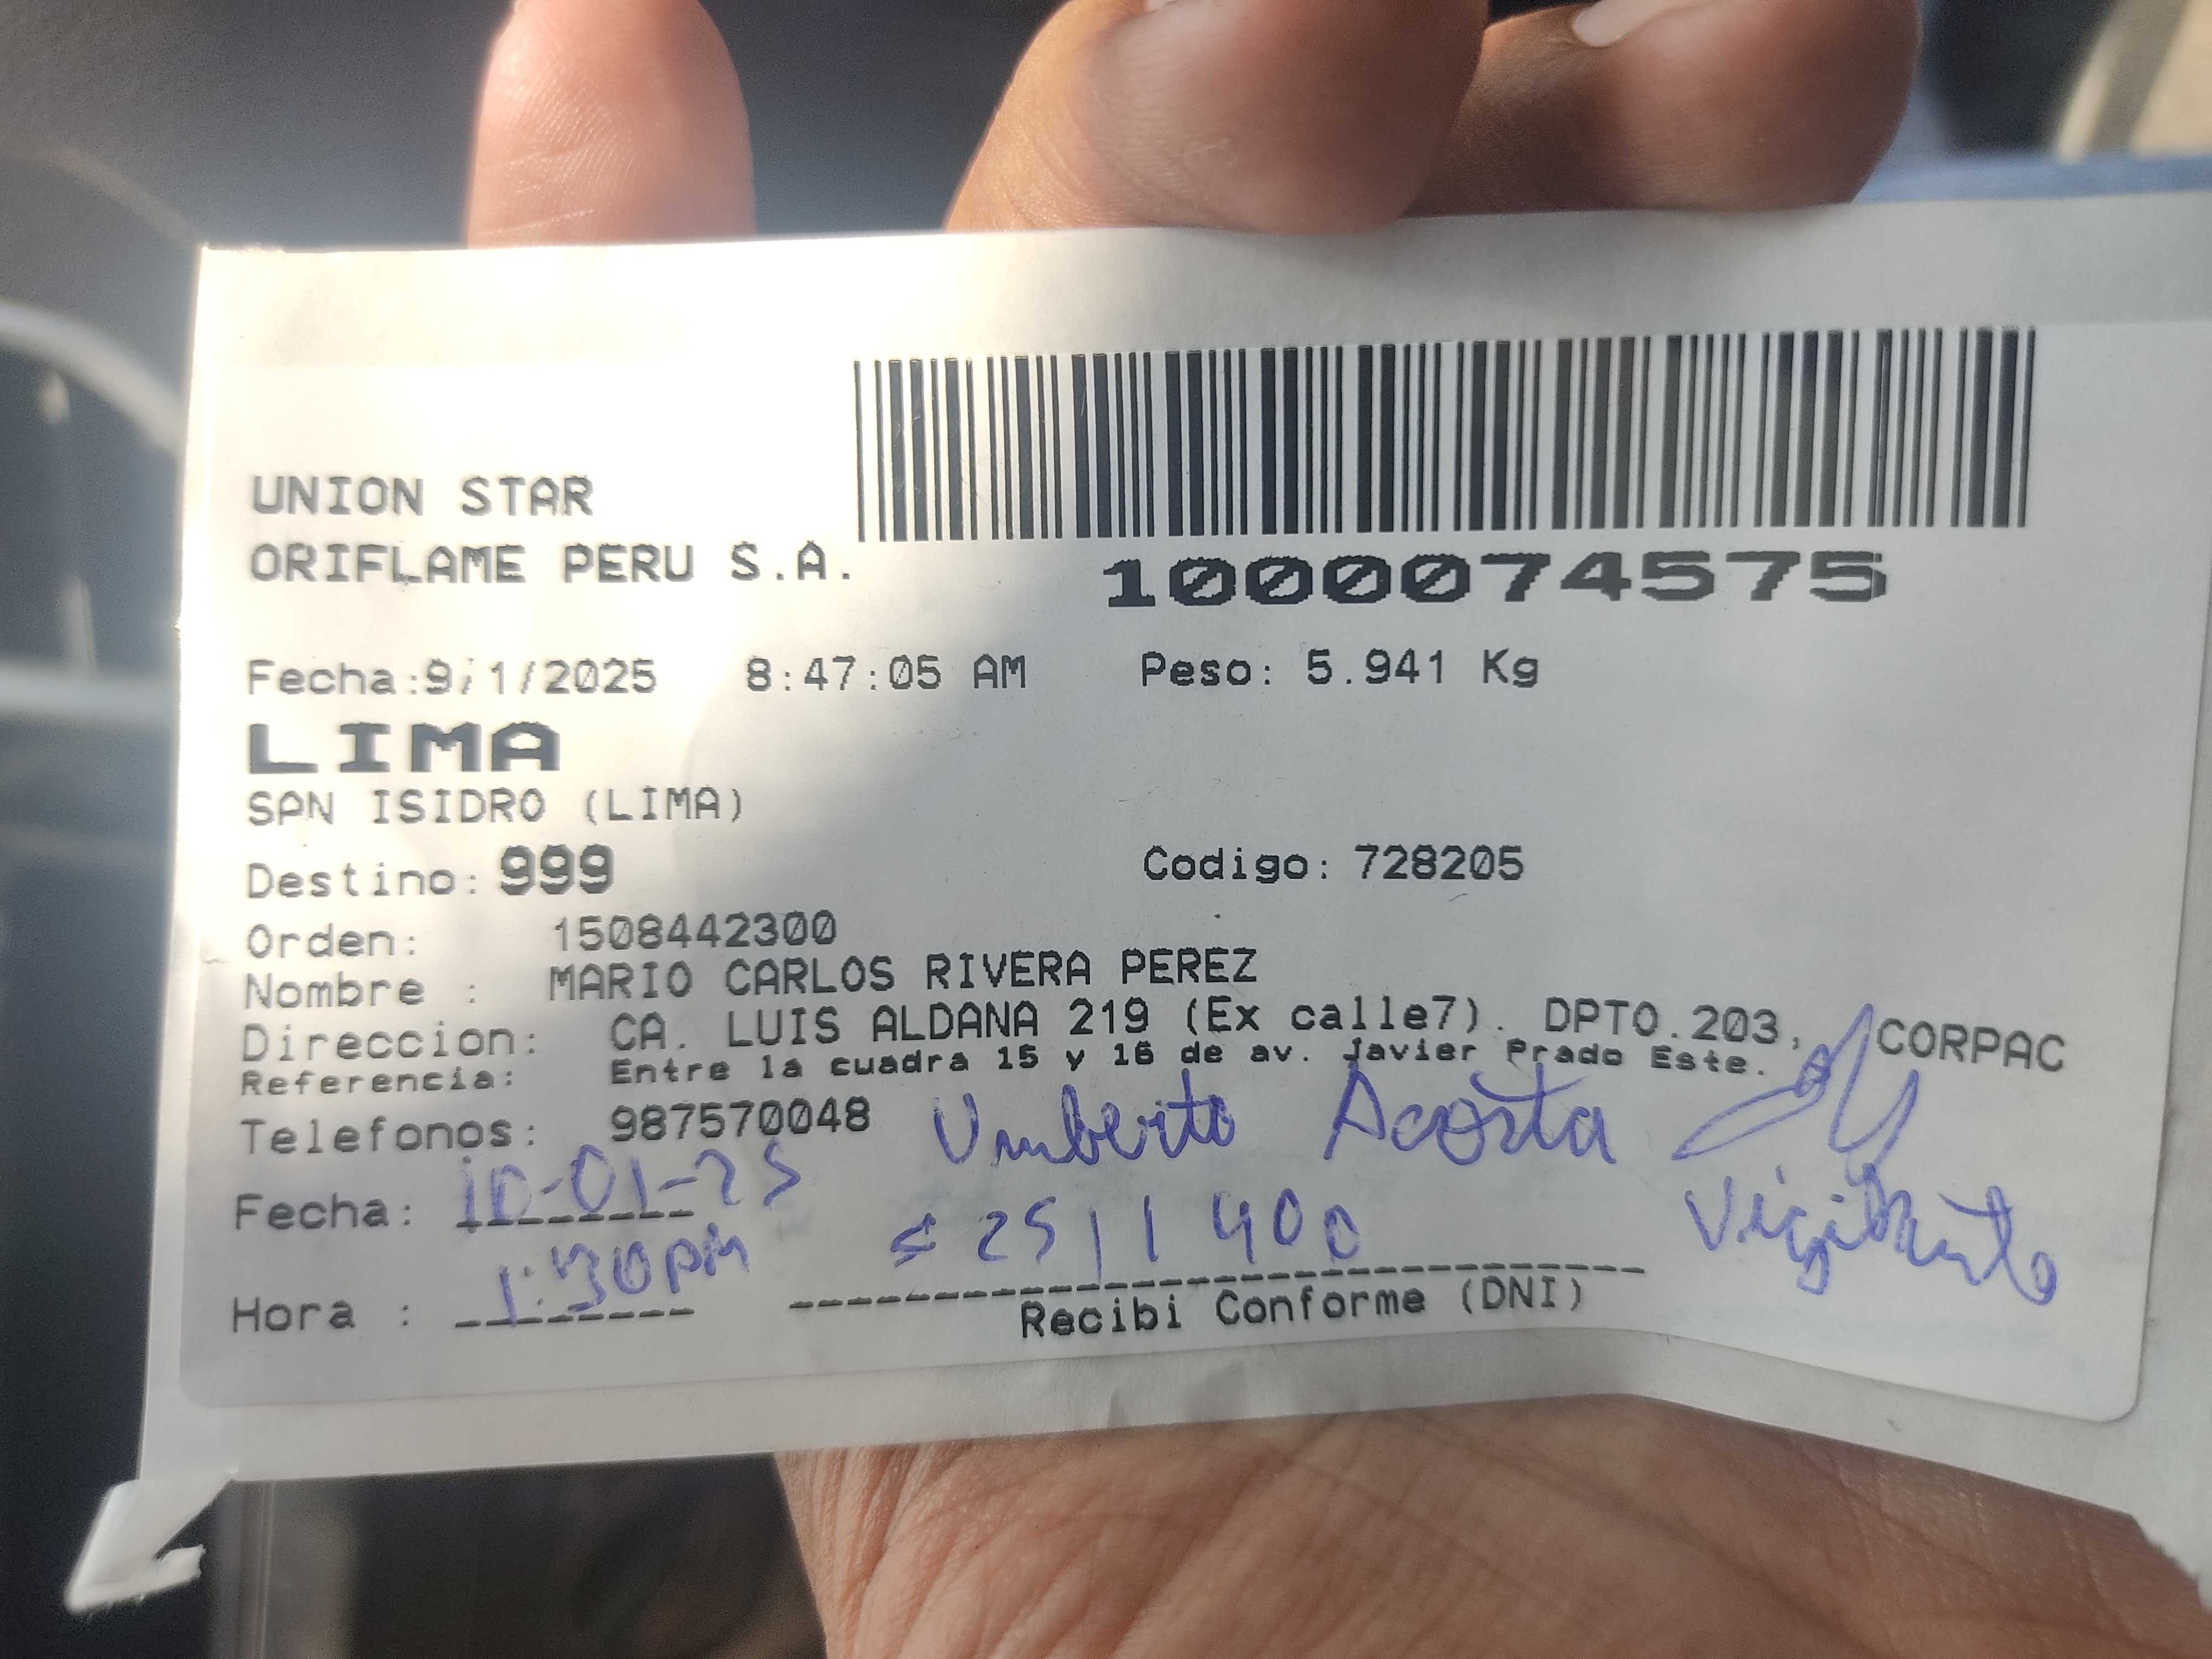 UNION STAR
ORIFLAME PERU S.A.
1000074575
Fecha:9/1/2025 8:47:05 AM Peso: 5.941 Kg
LIMA
SAN ISIDRO (LIMA)
Destino: 999 Codigo: 728205
Orden: 1508442300
Nombre : MARIO CARLOS RIVERA PEREZ
Direccion: CA. LUIS ALDANA 219 (Ex calle7). DPTO.203, CORPAC
Referencia: Entre la cuadra 15 y 16 de av. Javier Prado Este.
Telefonos: 987570048 Umberto Acosta
Fecha: 10-01-25 Vigilante
Hora : 1:30PM
Recibi Conforme (DNI)